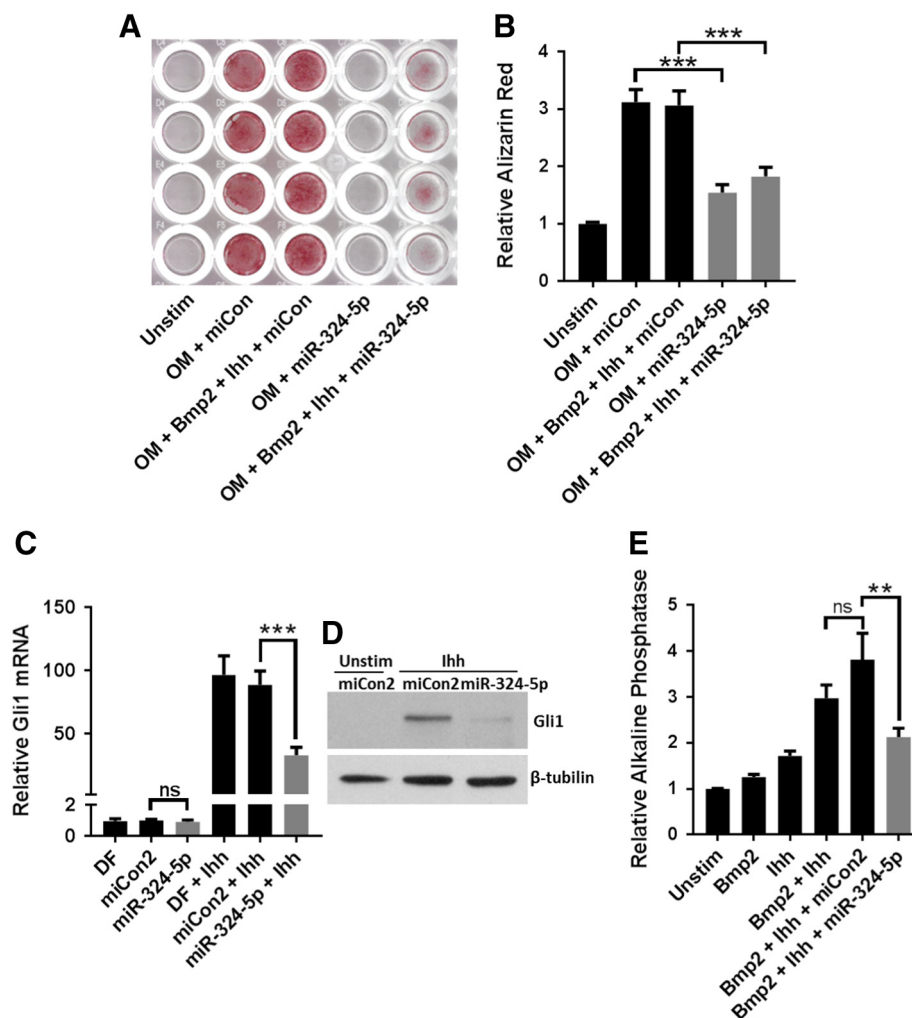 A
Unstim
OM + miCon
OM + Bmp2 + Ihh + miCon
OM + miR-324-5p
OM + Bmp2 + Ihh + miR-324-5p
B
Relative Alizarin Red
5
4
3
2
1
0
***
***
Unstim
OM + miCon
OM + Bmp2 + Ihh + miCon
OM + miR-324-5p
OM + Bmp2 + Ihh + miR-324-5p
C
Relative Gli1 mRNA
150
100
50
2
0
ns
***
DF
miCon2
miR-324-5p
DF + Ihh
miCon2 + Ihh
miR-324-5p + Ihh
D
Unstim Ihh
miCon2 miCon2 miR-324-5p
Gli1
β-tubilin
E
Relative Alkaline Phosphatase
5
4
3
2
1
0
ns
**
Unstim
Bmp2
Ihh
Bmp2 + Ihh
Bmp2 + Ihh + miCon2
Bmp2 + Ihh + miR-324-5p